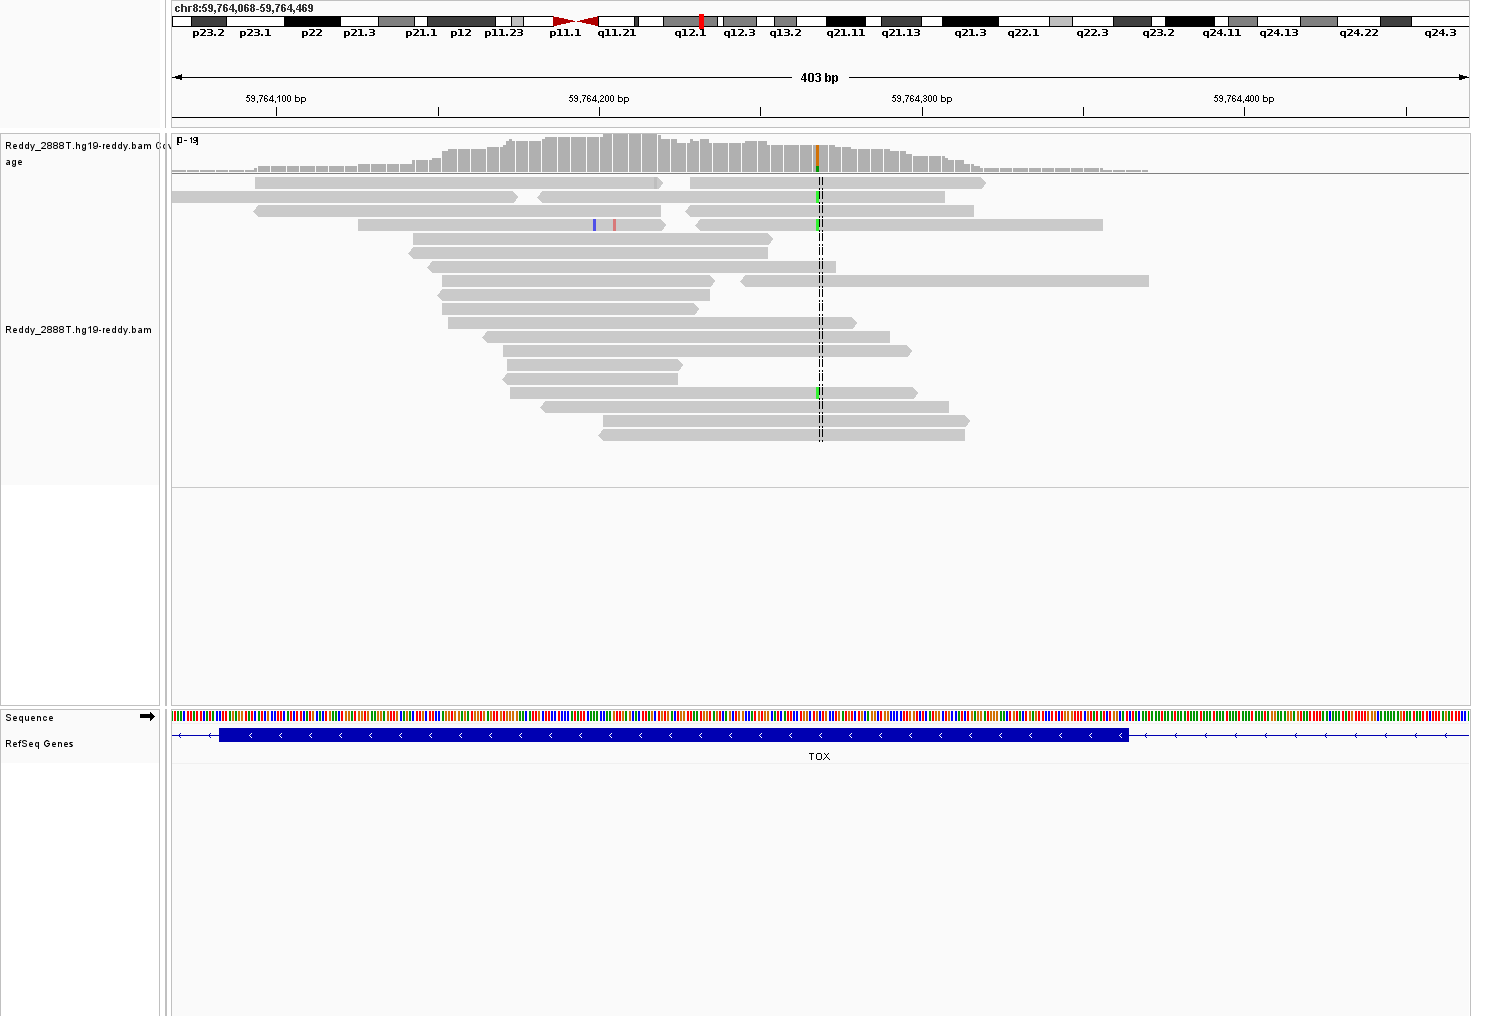 chr8:59,764,068-59,764,469
p23.2 p23.1 p22 p21.3 p21.1 p12 p11.23 p11.1 q11.21 q12.1 q12.3 q13.2 q21.11 q21.13 q21.3 q22.1 q22.3 q23.2 q24.11 q24.13 q24.22 q24.3
403 bp
59,764,100 bp 59,764,200 bp 59,764,300 bp 59,764,400 bp
Reddy_2888T.hg19-reddy.bam Cov
age
[0 - 19]
Reddy_2888T.hg19-reddy.bam
Sequence
RefSeq Genes
TOX